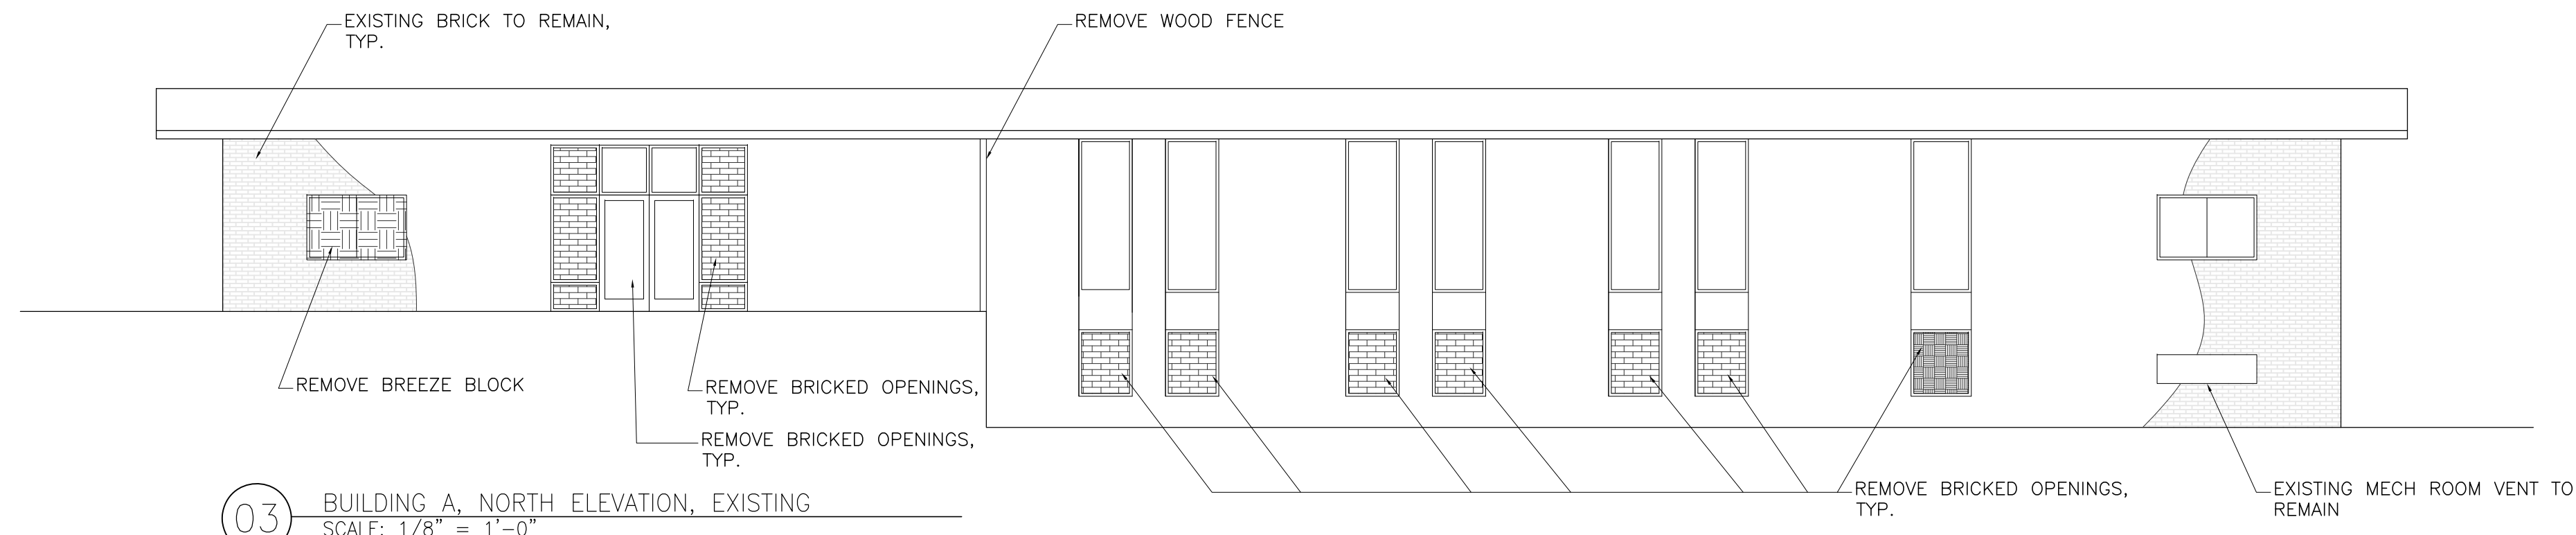 EXISTING BRICK TO REMAIN,
TYP.
REMOVE WOOD FENCE
REMOVE BREEZE BLOCK
REMOVE BRICKED OPENINGS,
TYP.
REMOVE BRICKED OPENINGS,
TYP.
REMOVE BRICKED OPENINGS,
TYP.
EXISTING MECH ROOM VENT TO
REMAIN
03
BUILDING A, NORTH ELEVATION, EXISTING
SCALE: 1/8" = 1'-0"